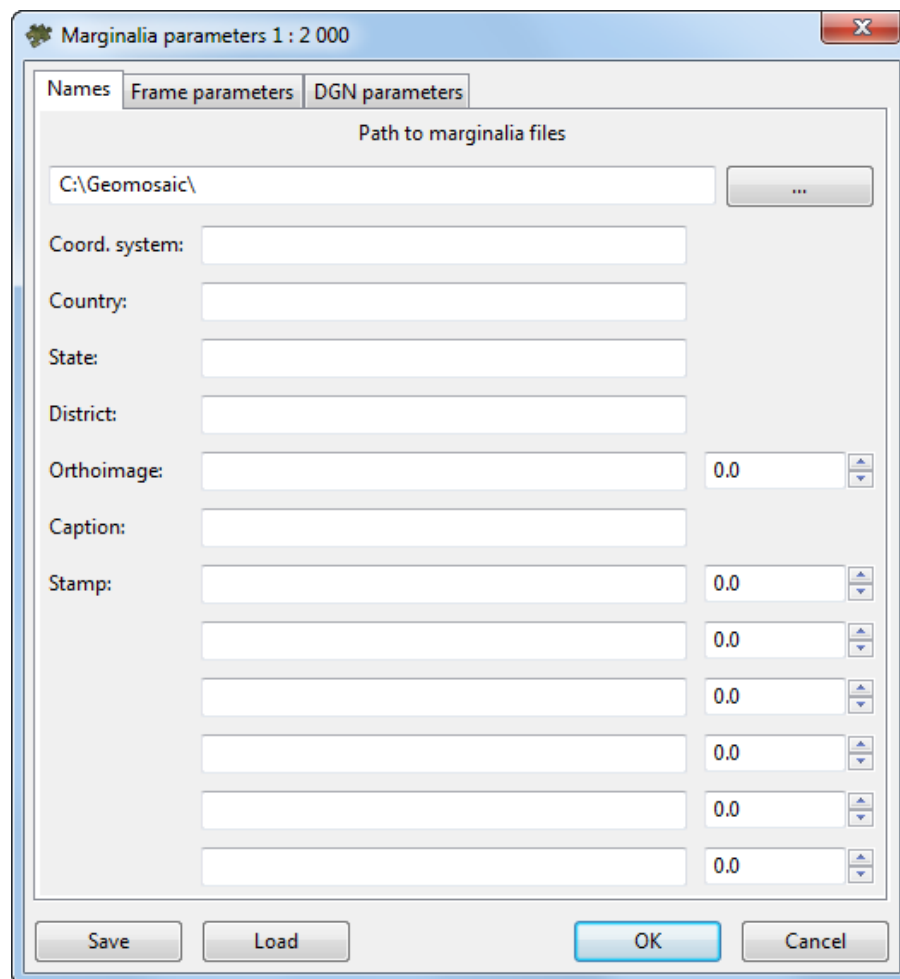 Marginalia parameters 1 : 2 000
Names Frame parameters DGN parameters
Path to marginalia files
C:\Geomosaic\ ...
Coord. system:
Country:
State:
District:
Orthoimage: 0.0
Caption:
Stamp: 0.0
0.0
0.0
0.0
0.0
0.0
Save Load OK Cancel